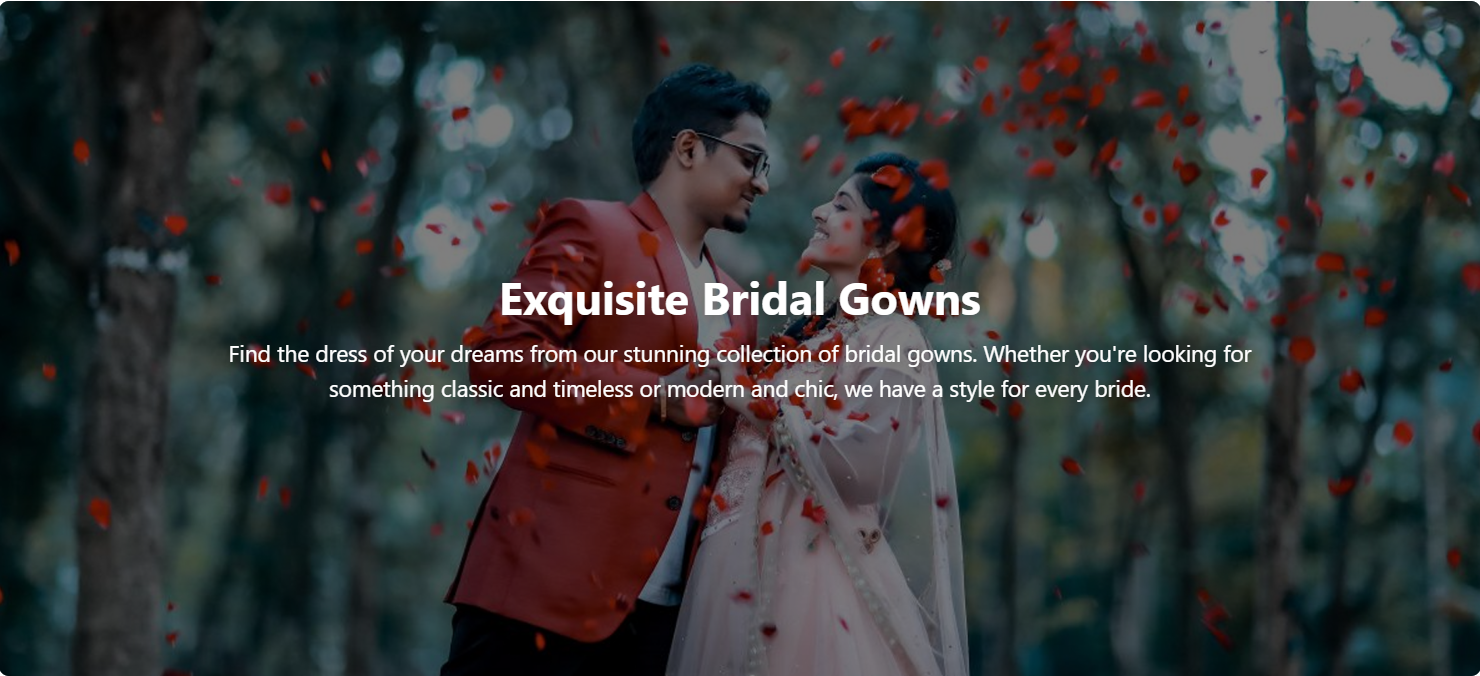 Exquisite Bridal Gowns
Find the dress of your dreams from our stunning collection of bridal gowns. Whether you're looking for
something classic and timeless or modern and chic, we have a style for every bride.